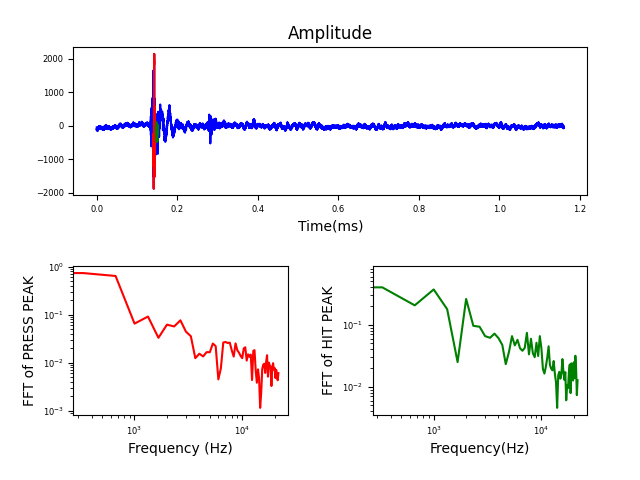 Amplitude
2000
1000
0
−1000
−2000
0.0 0.2 0.4 0.6 0.8 1.0 1.2
Time(ms)
FFT of PRESS PEAK
10⁰
10⁻¹
10⁻²
10⁻³
10³ 10⁴
Frequency (Hz)
FFT of HIT PEAK
10⁻¹
10⁻²
10³ 10⁴
Frequency(Hz)